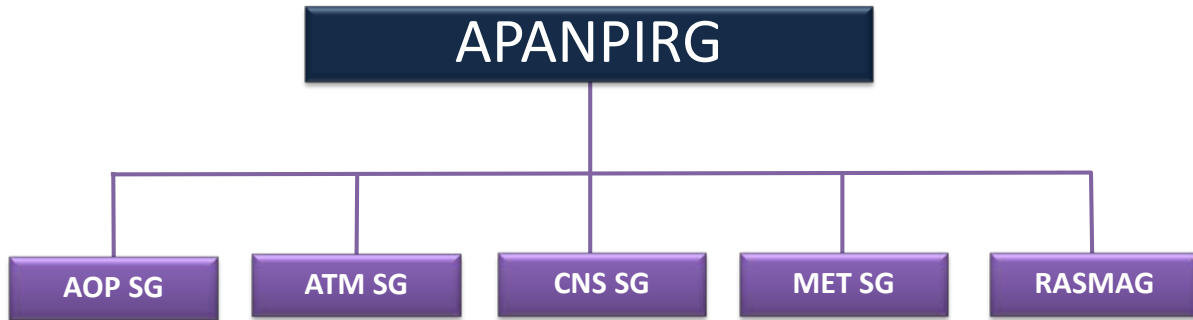 APANPIRG
AOP SG
ATM SG
CNS SG
MET SG
RASMAG